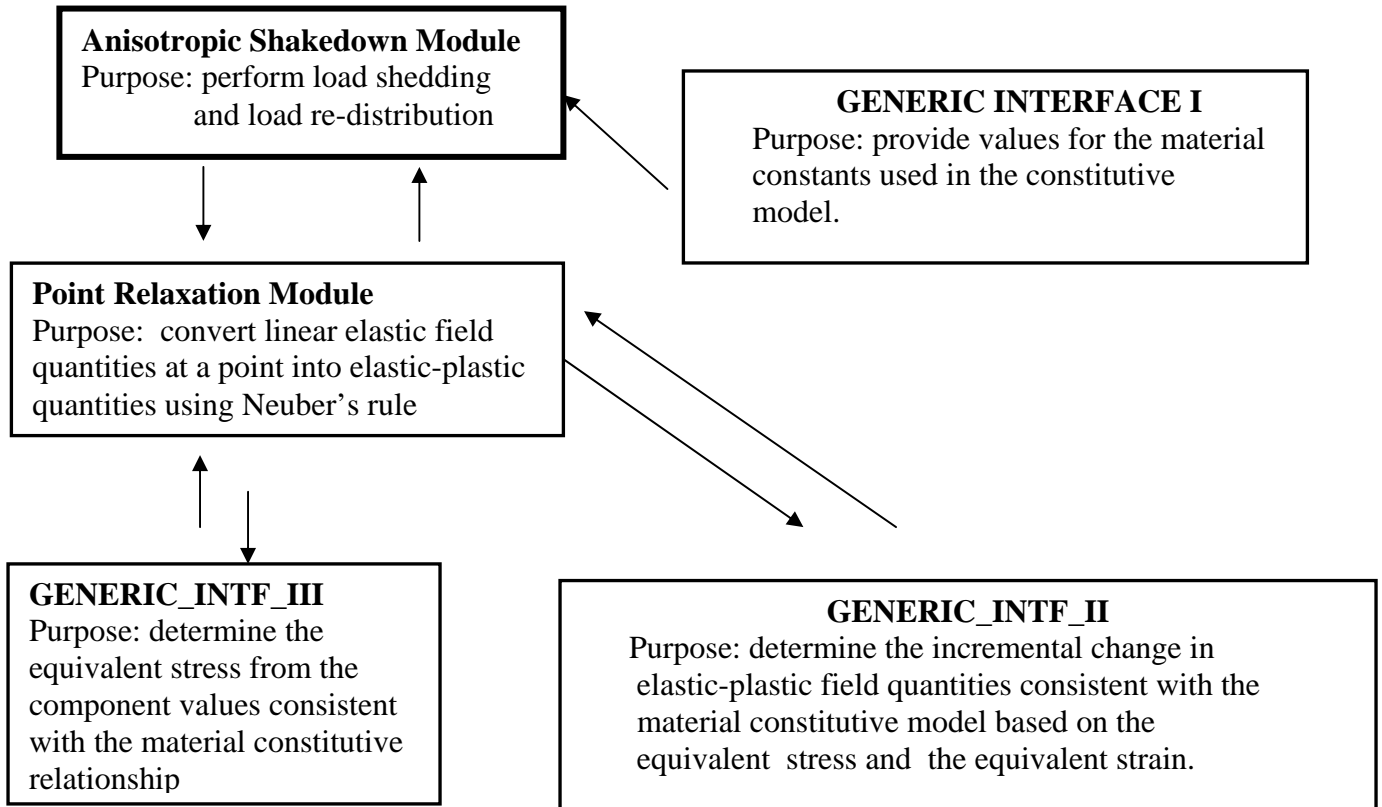 Anisotropic Shakedown Module
Purpose: perform load shedding
and load re-distribution
GENERIC INTERFACE I
Purpose: provide values for the material
constants used in the constitutive
model.
Point Relaxation Module
Purpose: convert linear elastic field
quantities at a point into elastic-plastic
quantities using Neuber's rule
GENERIC_INTF_III
Purpose: determine the
equivalent stress from the
component values consistent
with the material constitutive
relationship
GENERIC_INTF_II
Purpose: determine the incremental change in
elastic-plastic field quantities consistent with the
material constitutive model based on the
equivalent stress and the equivalent strain.